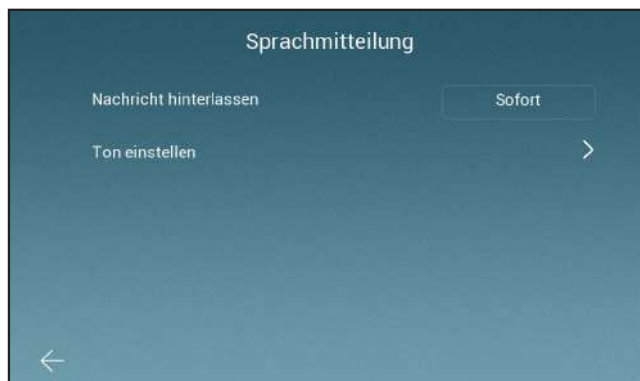 Sprachmitteilung
Nachricht hinterlassen Sofort
Ton einstellen